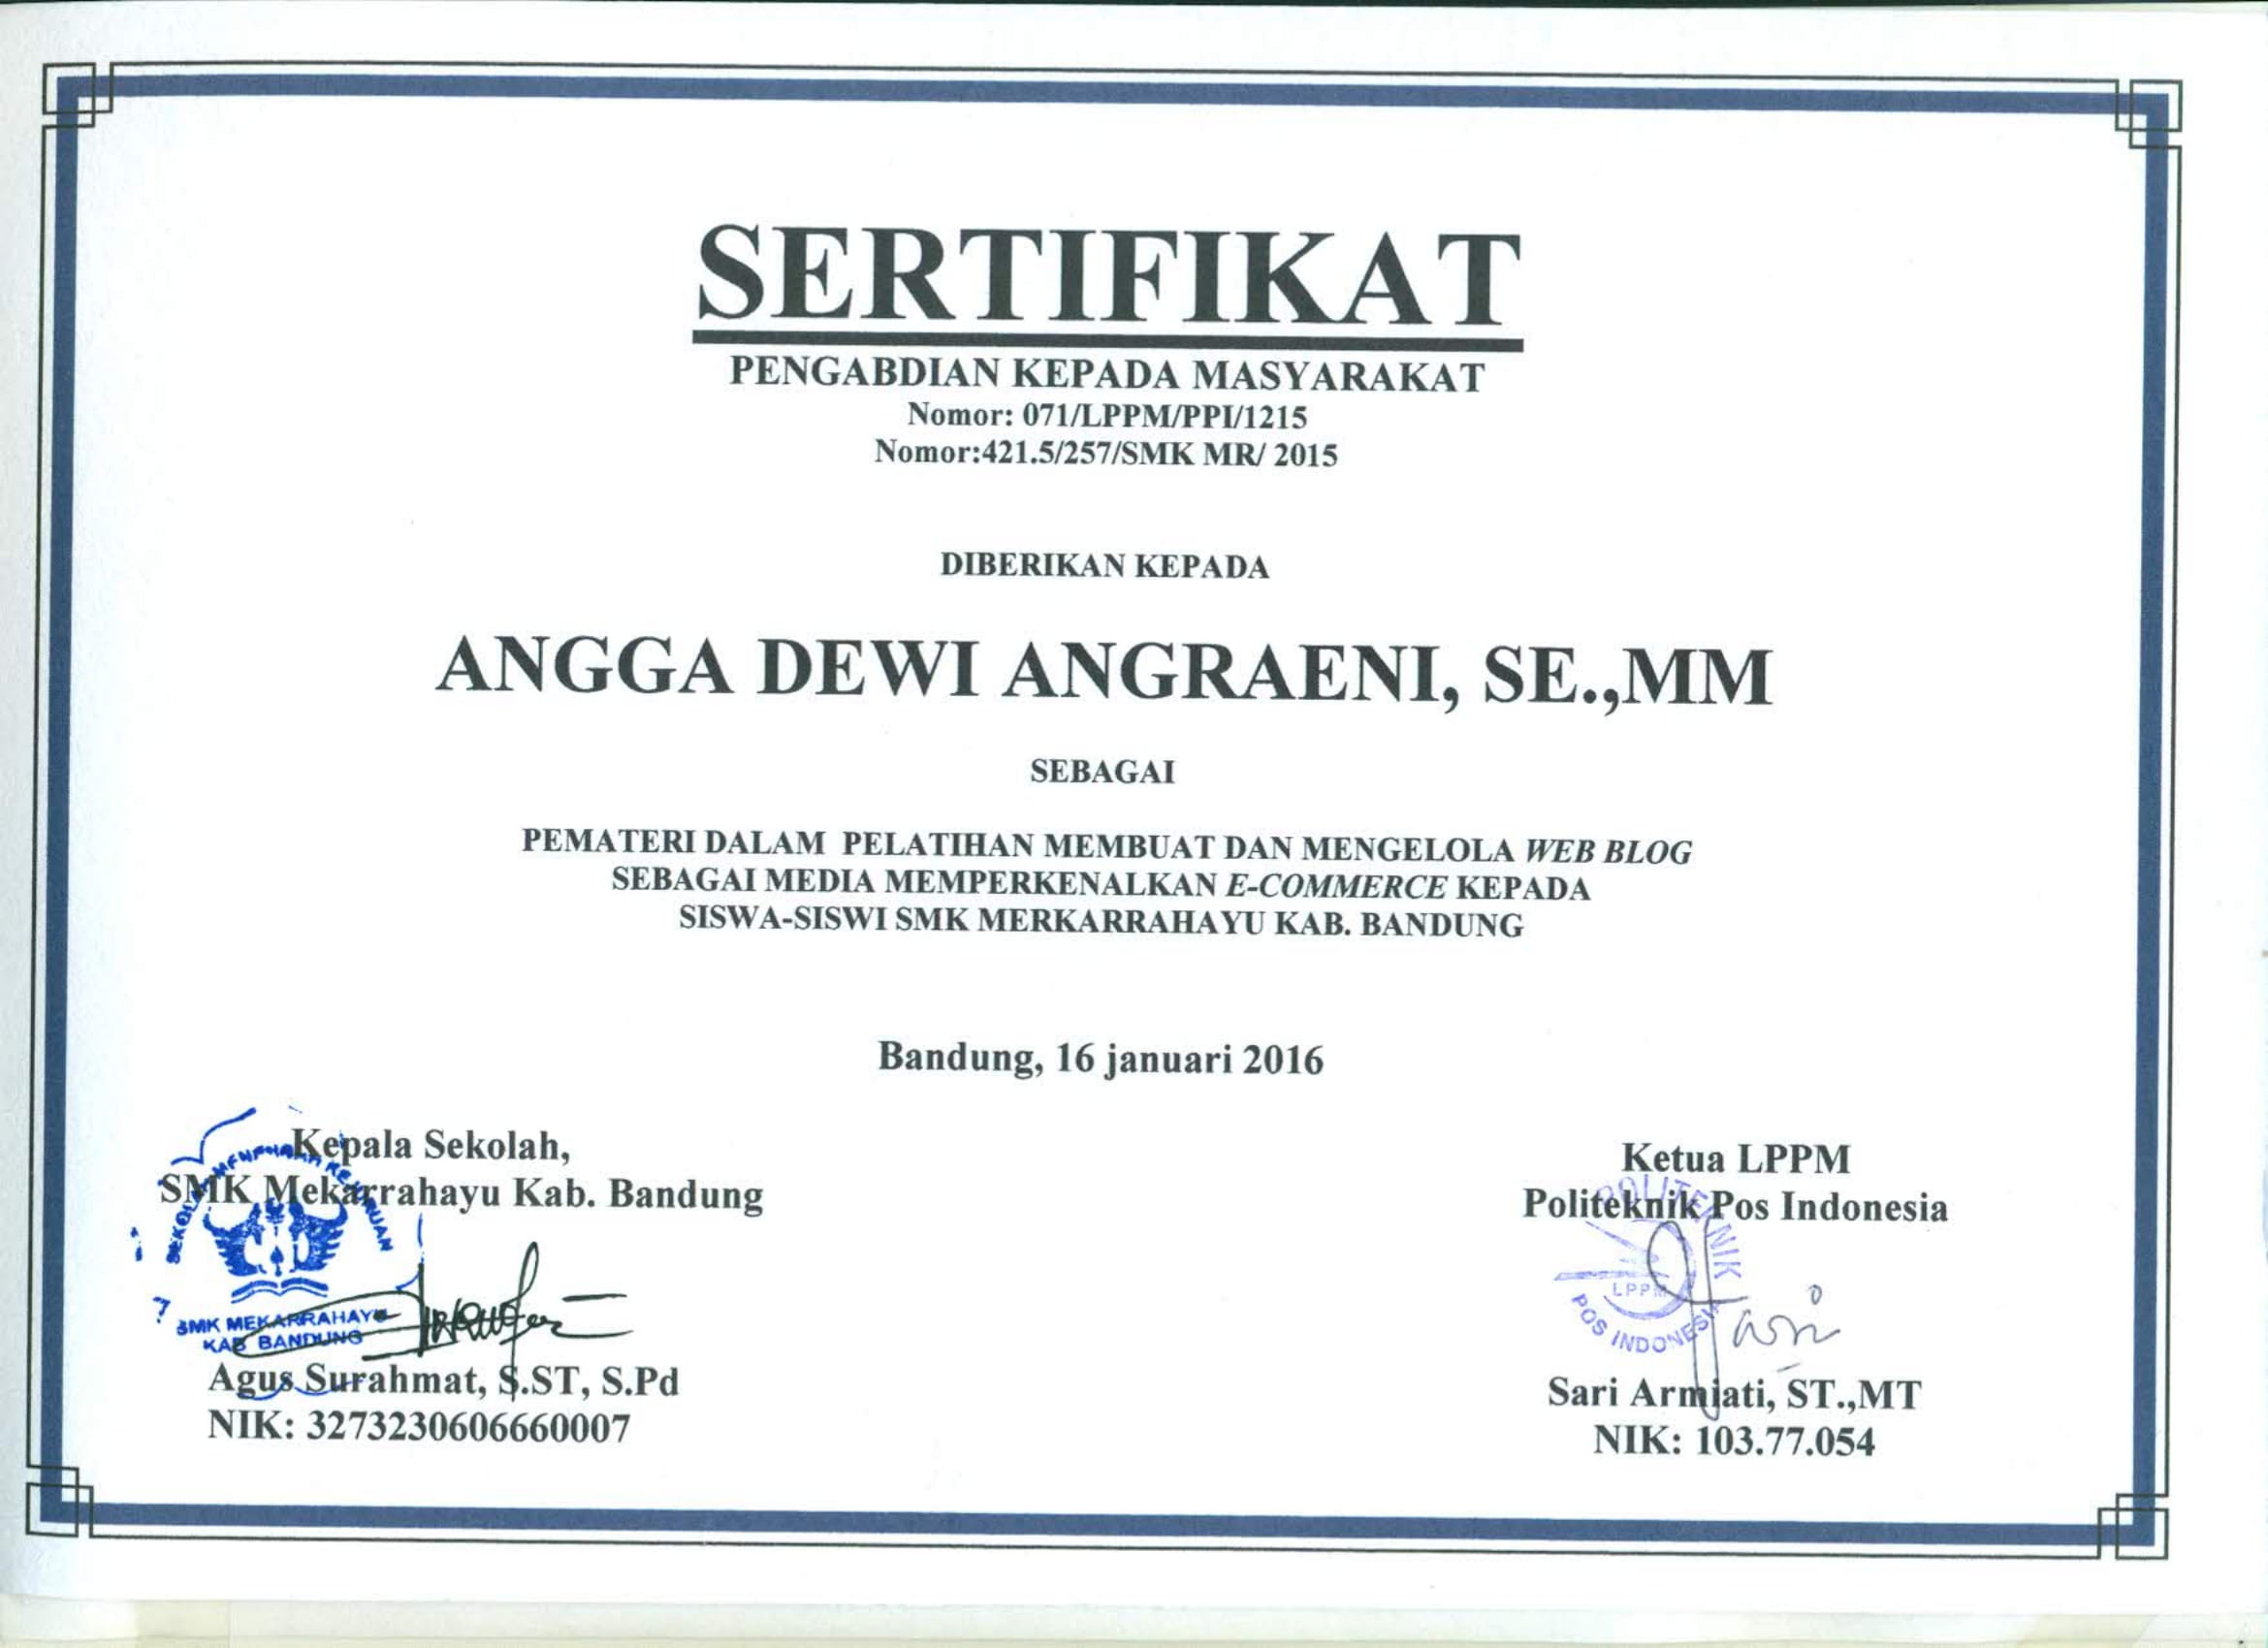 SERTIFIKAT
PENGABDIAN KEPADA MASYARAKAT
Nomor: 071/LPPM/PPI/1215
Nomor:421.5/257/SMK MR/ 2015
DIBERIKAN KEPADA
ANGGA DEWI ANGRAENI, SE.,MM
SEBAGAI
PEMATERI DALAM PELATIHAN MEMBUAT DAN MENGELOLA WEB BLOG
SEBAGAI MEDIA MEMPERKENALKAN E-COMMERCE KEPADA
SISWA-SISWI SMK MERKARRAHAYU KAB. BANDUNG
Bandung, 16 januari 2016
Kepala Sekolah,
SMK Mekarrahayu Kab. Bandung
SMK MEKARRAHAYU
KAB BANDUNG
Agus Surahmat, S.ST, S.Pd
NIK: 3273230606660007
Ketua LPPM
Politeknik Pos Indonesia
POLITEKNIK
LPPM
POS INDONESIA
Sari Armiati, ST.,MT
NIK: 103.77.054